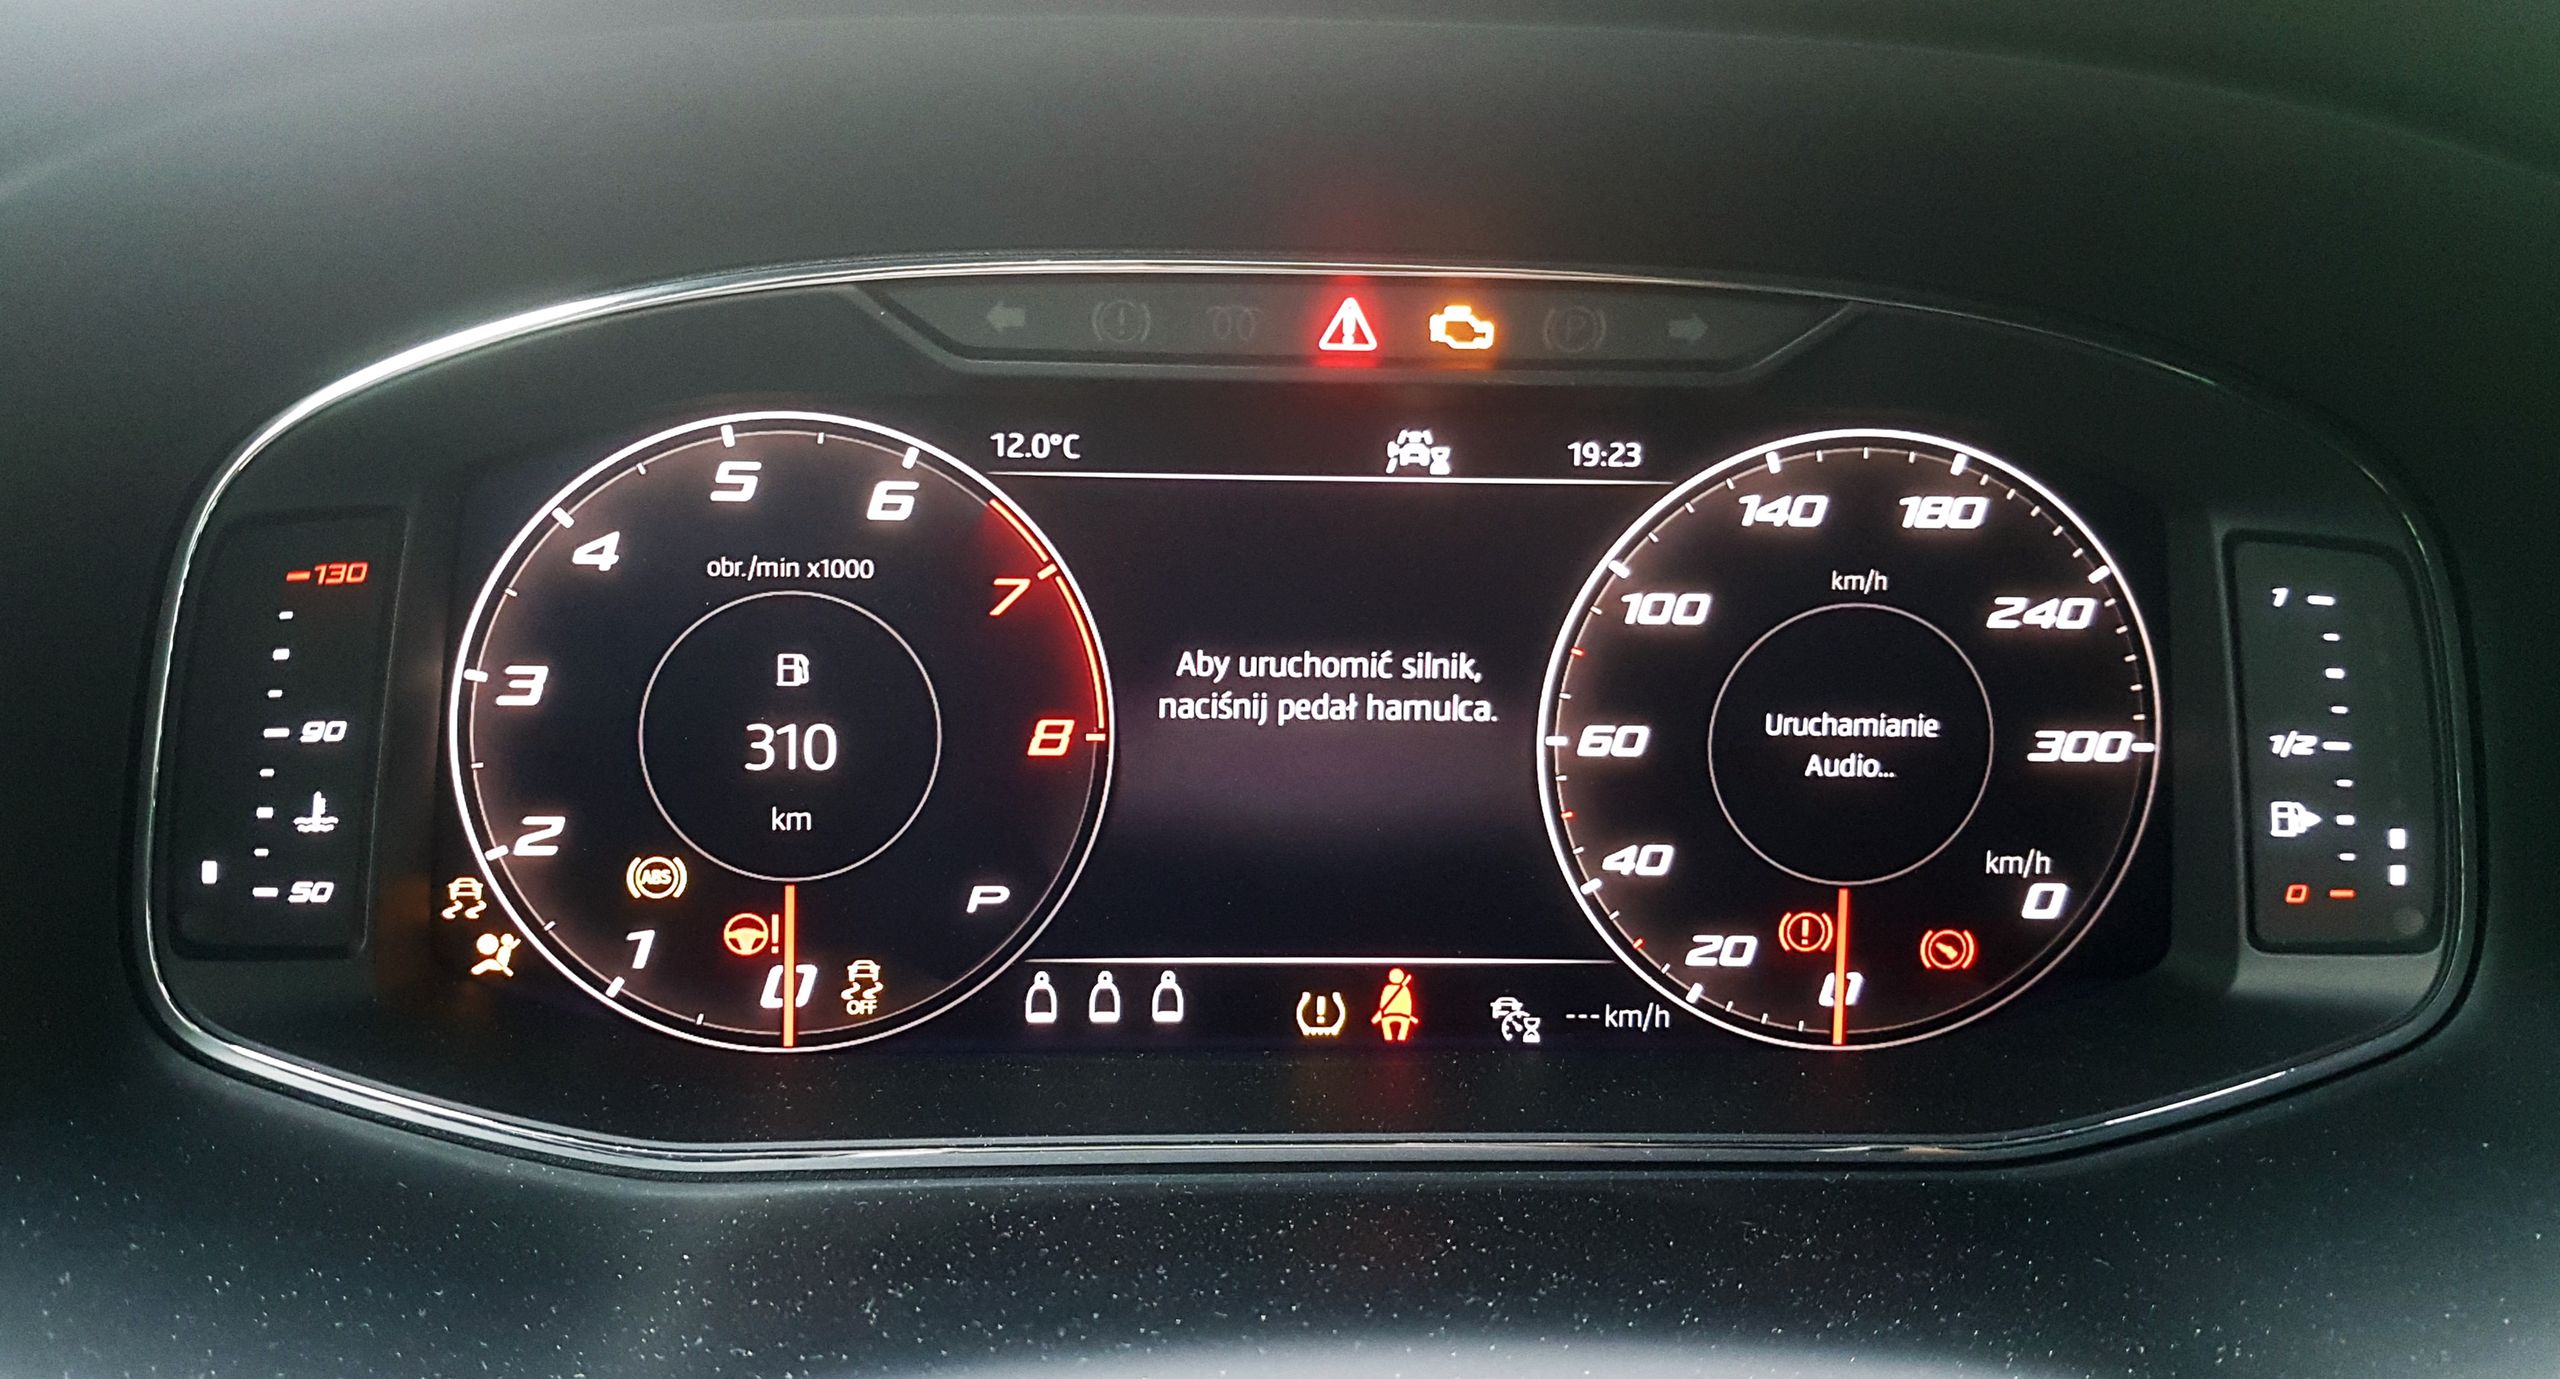 12.0°C
19:23
130
90
50
obr./min x1000
0
1
2
3
4
5
6
7
8
310
km
ABS
OFF
P
Aby uruchomić silnik,
naciśnij pedał hamulca.
---km/h
km/h
0
20
40
60
100
140
180
240
300
Uruchamianie
Audio...
km/h
0
1
1/2
0